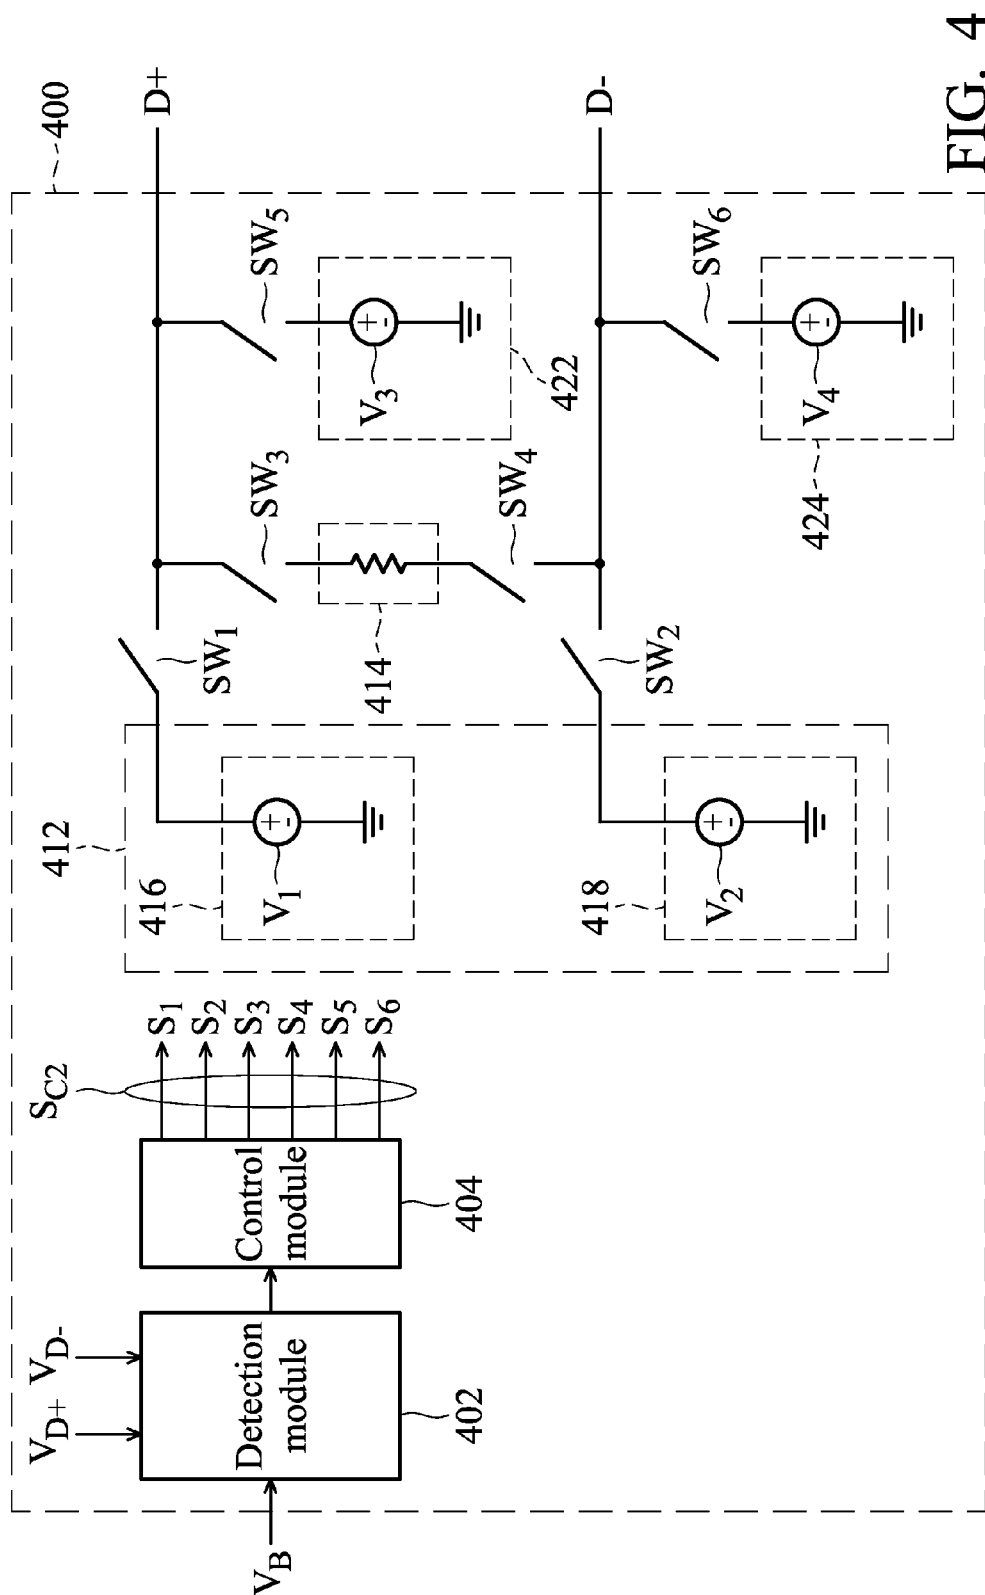 400
D+
D-
SW5
SW6
V3
422
V4
424
SW3
SW4
414
SW1
SW2
412
416
V1
418
V2
SC2
S1
S2
S3
S4
S5
S6
Control
module
404
VD+
VD-
Detection
module
402
VB
FIG. 4